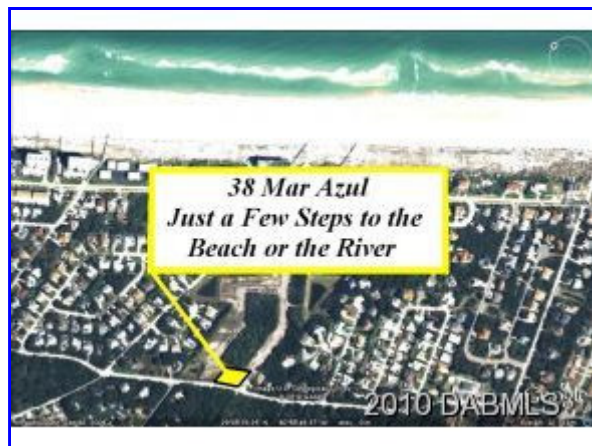 38 Mar Azul
Just a Few Steps to the
Beach or the River
2010 DABMLS